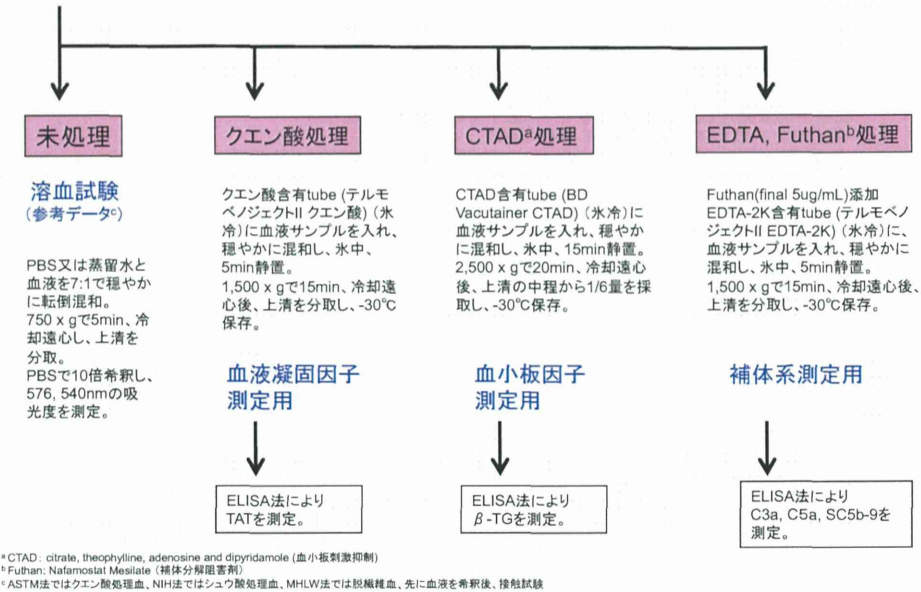 未処理
溶血試験
(参考データc)
PBS又は蒸留水と
血液を7:1で穏やか
に転倒混和。
750 x gで5min、冷
却遠心し、上清を
分取。
PBSで10倍希釈し、
576, 540nmの吸
光度を測定。
クエン酸処理
クエン酸含有tube (テルモ
ベノジェクトII クエン酸) (氷
冷)に血液サンプルを入れ、
穏やかに混和し、氷中、
5min静置。
1,500 x gで15min、冷却遠
心後、上清を分取し、-30℃
保存。
血液凝固因子
測定用
ELISA法により
TATを測定。
CTADa処理
CTAD含有tube (BD
Vacutainer CTAD) (氷冷)に
血液サンプルを入れ、穏やか
に混和し、氷中、15min静置。
2,500 x gで20min、冷却遠心
後、上清の中程から1/6量を採
取し、-30℃保存。
血小板因子
測定用
ELISA法により
β-TGを測定。
EDTA, Futhanb処理
Futhan(final 5ug/mL)添加
EDTA-2K含有tube (テルモベノ
ジェクトII EDTA-2K) (氷冷)に、
血液サンプルを入れ、穏やかに
混和し、氷中、5min静置。
1,500 x gで15min、冷却遠心後、
上清を分取し、-30℃保存。
補体系測定用
ELISA法により
C3a, C5a, SC5b-9を
測定。
a CTAD: citrate, theophylline, adenosine and dipyridamole (血小板刺激抑制)
b Futhan: Nafamostat Mesilate (補体分解阻害剤)
c ASTM法ではクエン酸処理血、NIH法ではシュウ酸処理血、MHLW法では脱繊維血、先に血液を希釈後、接触試験